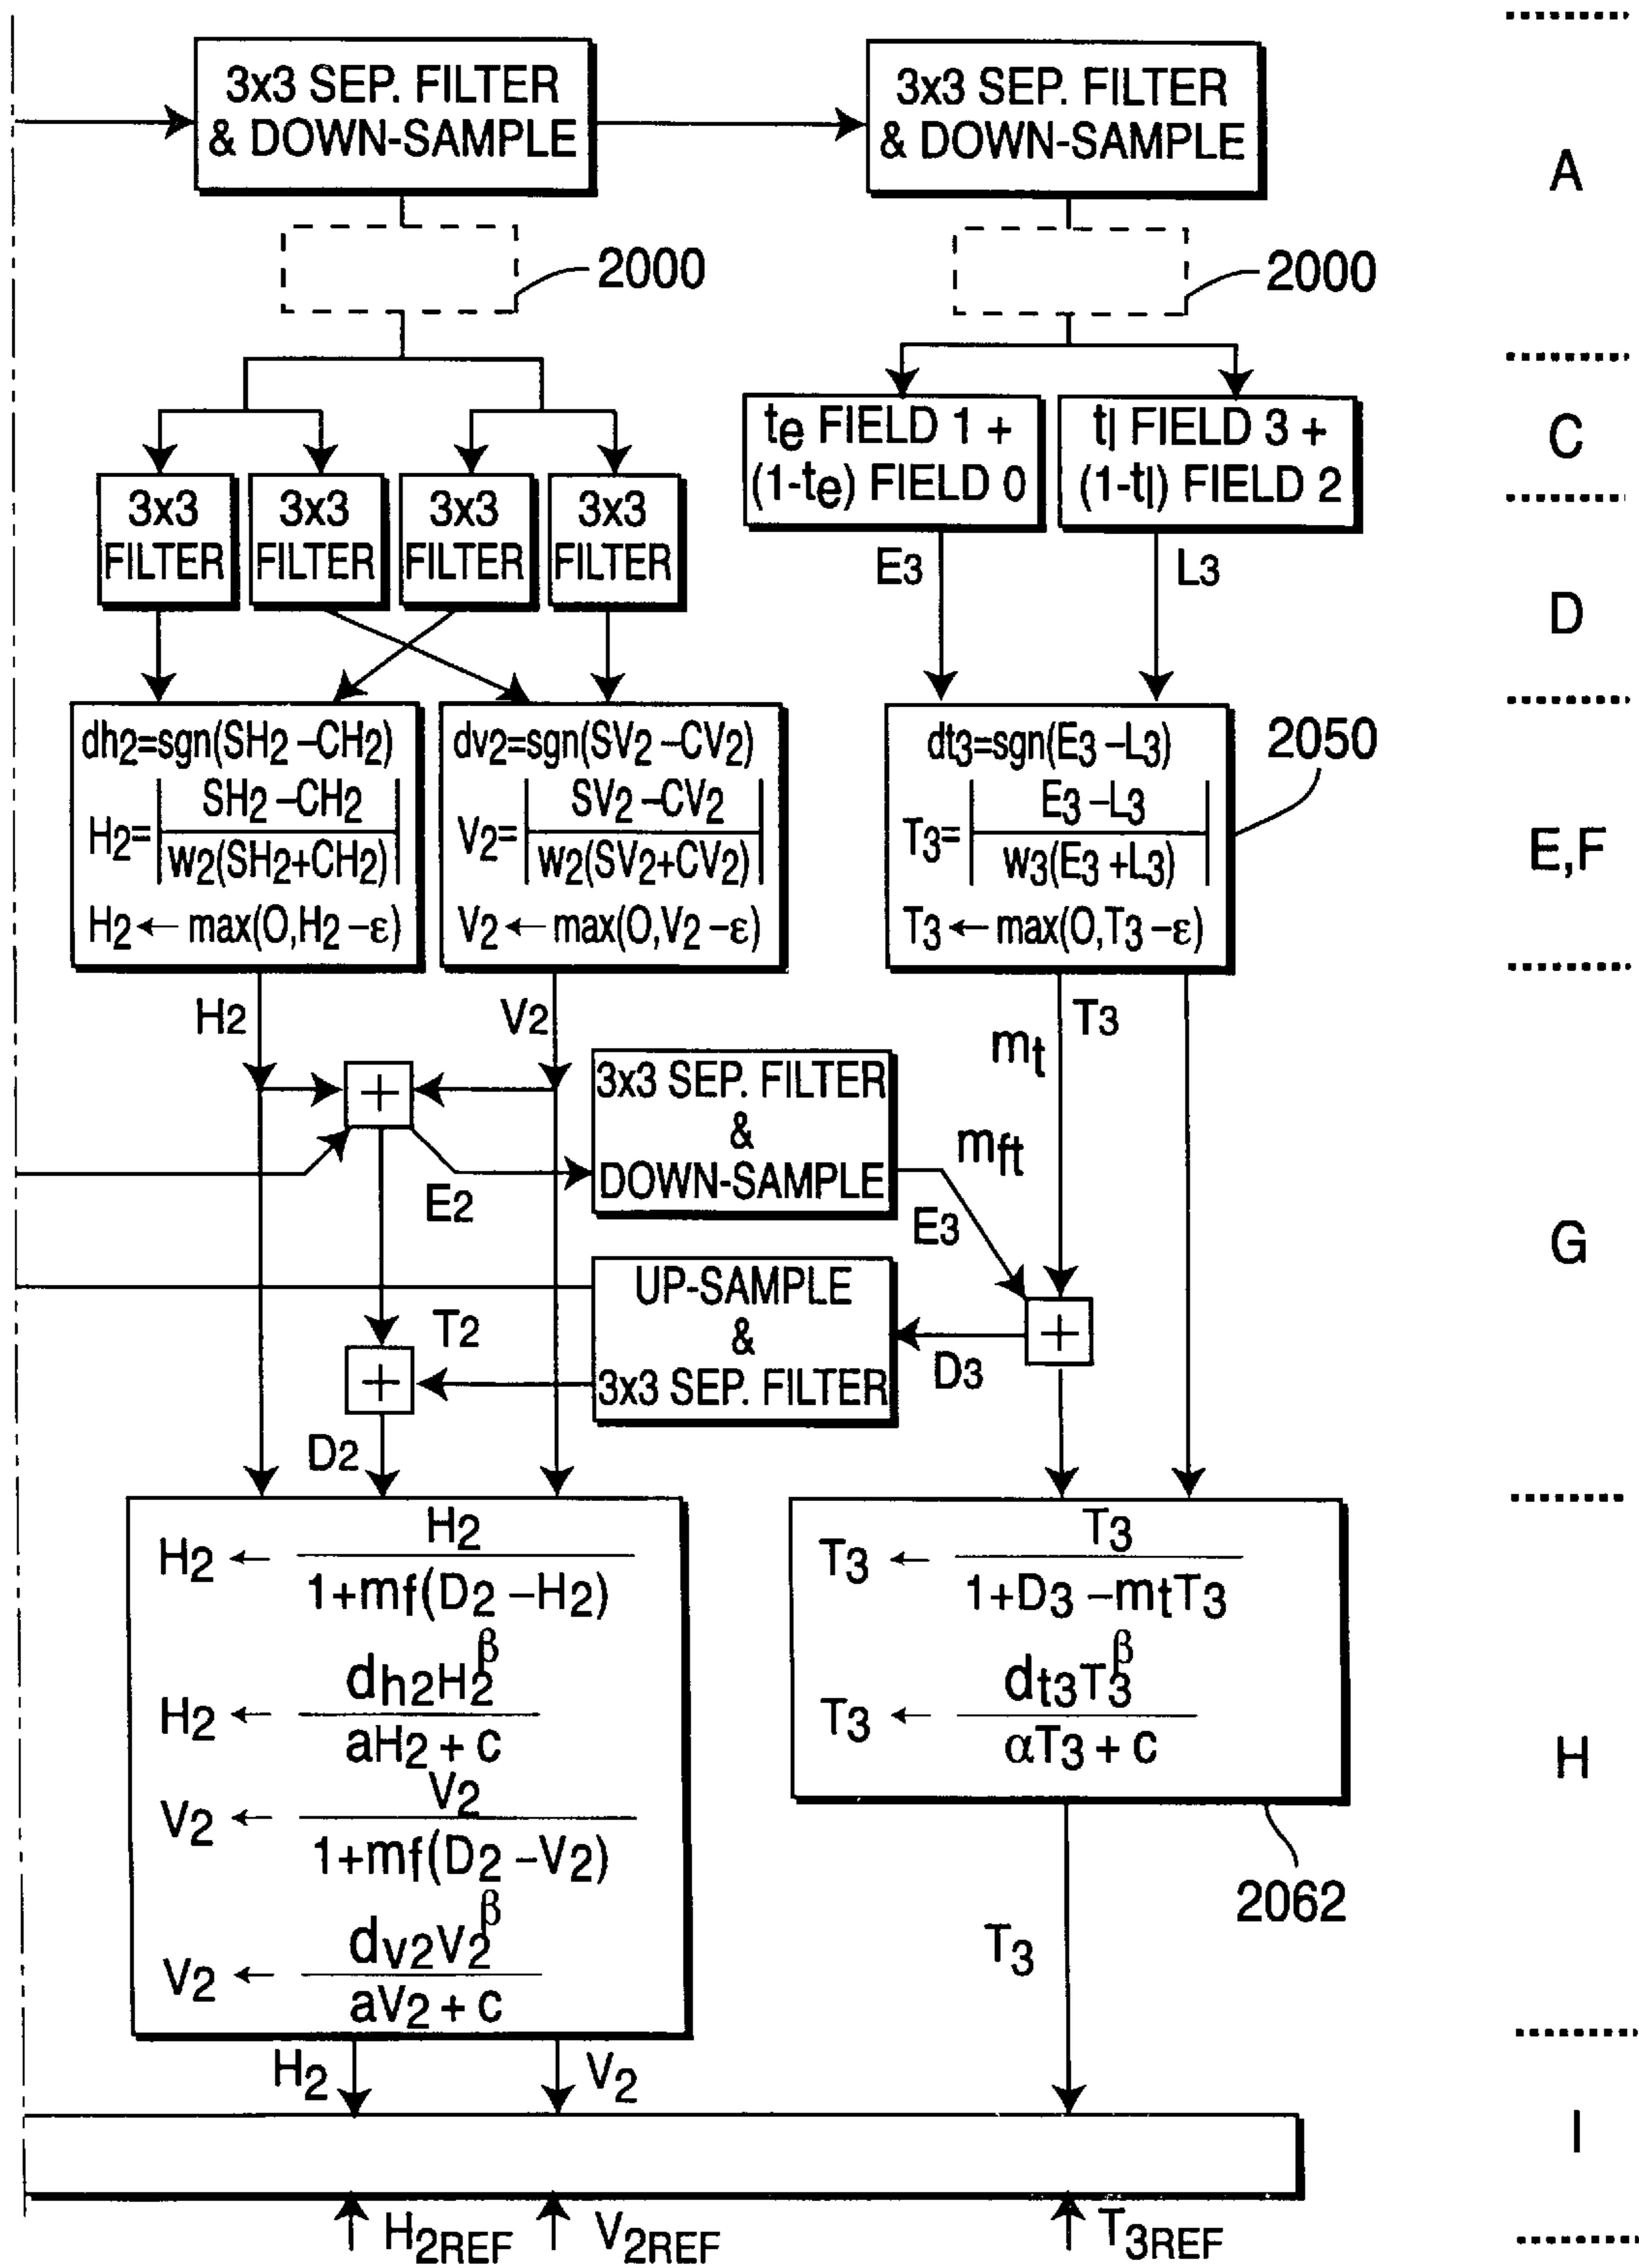 3x3 SEP. FILTER
& DOWN-SAMPLE
3x3 SEP. FILTER
& DOWN-SAMPLE
A
2000
2000
te FIELD 1 +
(1-te) FIELD 0
tl FIELD 3 +
(1-tl) FIELD 2
C
3x3
FILTER
3x3
FILTER
3x3
FILTER
3x3
FILTER
E3
L3
D
dh2=sgn(SH2 –CH2)
H2=|SH2 –CH2 / w2(SH2+CH2)|
H2 ← max(O,H2 –ε)
dv2=sgn(SV2 –CV2)
V2=|SV2 –CV2 / w2(SV2+CV2)|
V2 ← max(O,V2 –ε)
dt3=sgn(E3 –L3)
T3=|E3 –L3 / w3(E3 +L3)|
T3 ← max(O,T3 –ε)
2050
E,F
H2
V2
mt
T3
+
3x3 SEP. FILTER
&
DOWN-SAMPLE
mft
E2
E3
G
UP-SAMPLE
&
3x3 SEP. FILTER
T2
+
D3
+
D2
H2 ← H2 / 1+mf(D2 –H2)
H2 ← dh2H2^β / aH2 + c
V2 ← V2 / 1+mf(D2 –V2)
V2 ← dv2V2^β / aV2 + c
T3 ← T3 / 1+D3 –mtT3
T3 ← dt3T3^β / αT3 + c
H
2062
T3
H2
V2
I
H2REF
V2REF
T3REF